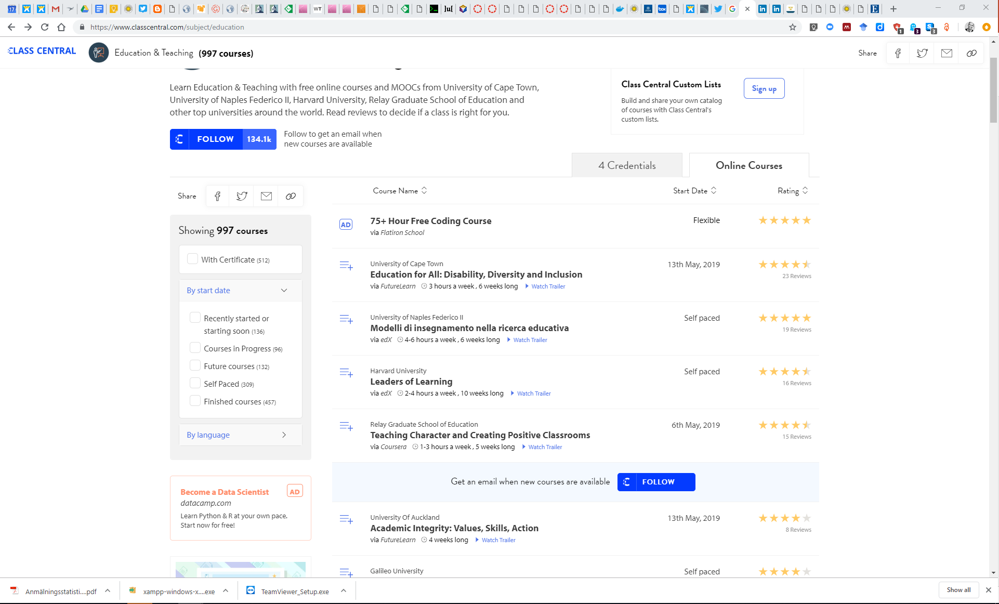 https://www.classcentral.com/subject/education
CLASS CENTRAL
Education & Teaching (997 courses)
Share
Learn Education & Teaching with free online courses and MOOCs from University of Cape Town,
University of Naples Federico II, Harvard University, Relay Graduate School of Education and
other top universities around the world. Read reviews to decide if a class is right for you.
Class Central Custom Lists
Build and share your own catalog
of courses with Class Central's
custom lists.
Sign up
FOLLOW 134.1k
Follow to get an email when
new courses are available
4 Credentials
Online Courses
Share
Showing 997 courses
With Certificate (512)
By start date
Recently started or
starting soon (136)
Courses in Progress (96)
Future courses (132)
Self Paced (309)
Finished courses (457)
By language
Become a Data Scientist
AD
datacamp.com
Learn Python & R at your own pace.
Start now for free!
Course Name
Start Date
Rating
AD
75+ Hour Free Coding Course
via Flatiron School
Flexible
University of Cape Town
Education for All: Disability, Diversity and Inclusion
via FutureLearn 3 hours a week , 6 weeks long Watch Trailer
13th May, 2019
23 Reviews
University of Naples Federico II
Modelli di insegnamento nella ricerca educativa
via edX 4-6 hours a week , 6 weeks long Watch Trailer
Self paced
19 Reviews
Harvard University
Leaders of Learning
via edX 2-4 hours a week , 10 weeks long Watch Trailer
Self paced
16 Reviews
Relay Graduate School of Education
Teaching Character and Creating Positive Classrooms
via Coursera 1-3 hours a week , 5 weeks long Watch Trailer
6th May, 2019
15 Reviews
Get an email when new courses are available
FOLLOW
University Of Auckland
Academic Integrity: Values, Skills, Action
via FutureLearn 4 weeks long Watch Trailer
13th May, 2019
8 Reviews
Galileo University
Self paced
Anmälningsstatisti....pdf
xampp-windows-x....exe
TeamViewer_Setup.exe
Show all